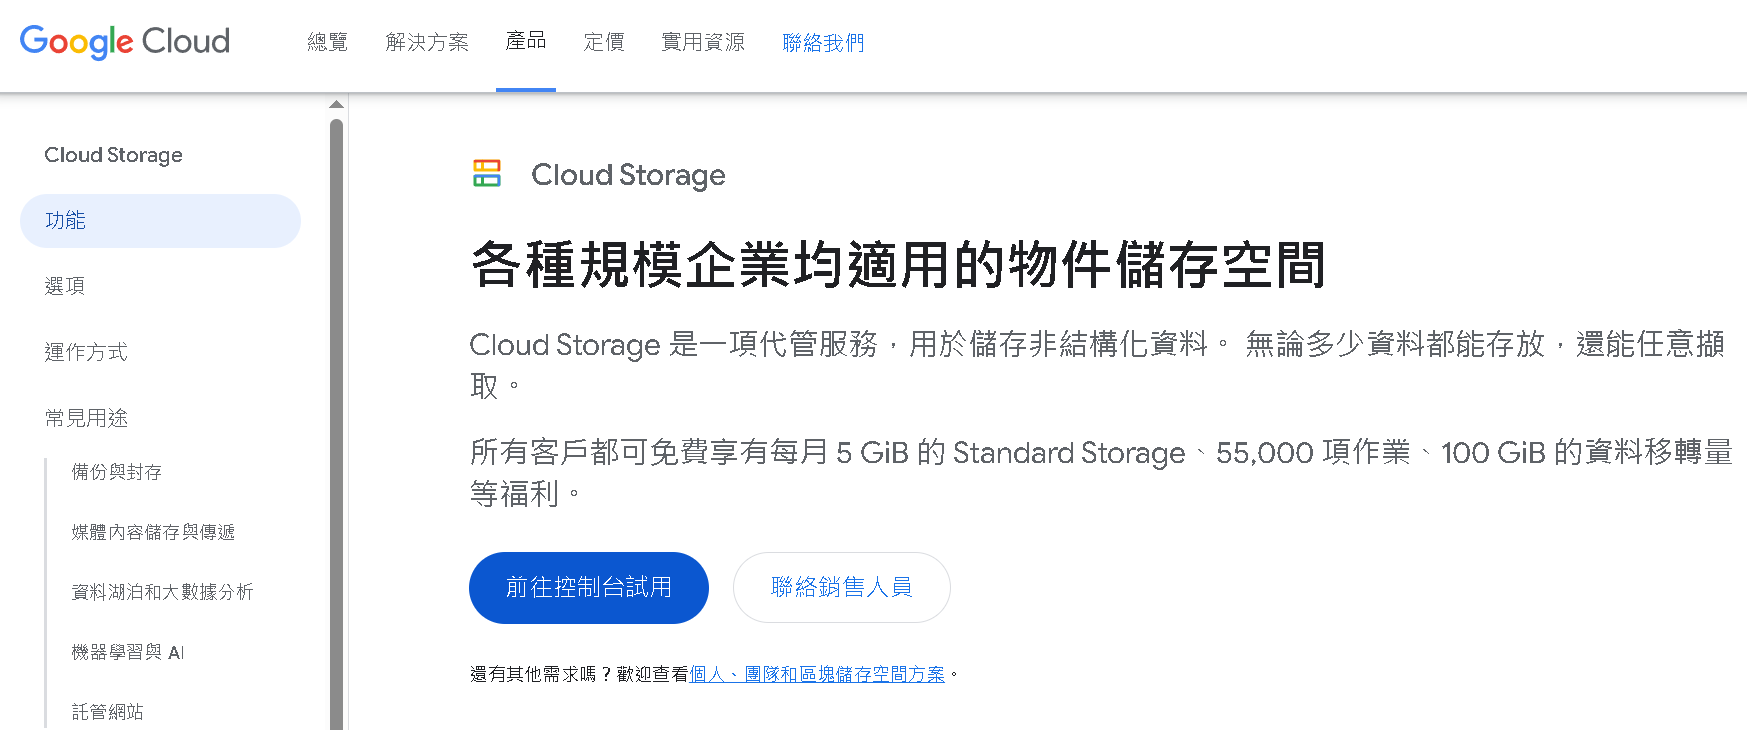 Google Cloud
總覽
解決方案
產品
定價
實用資源
聯絡我們
Cloud Storage
功能
選項
運作方式
常見用途
備份與封存
媒體內容儲存與傳遞
資料湖泊和大數據分析
機器學習與 AI
託管網站
Cloud Storage
各種規模企業均適用的物件儲存空間
Cloud Storage 是一項代管服務，用於儲存非結構化資料。 無論多少資料都能存放，還能任意擷
取。
所有客戶都可免費享有每月 5 GiB 的 Standard Storage、55,000 項作業、100 GiB 的資料移轉量
等福利。
前往控制台試用
聯絡銷售人員
還有其他需求嗎？歡迎查看個人、團隊和區塊儲存空間方案。